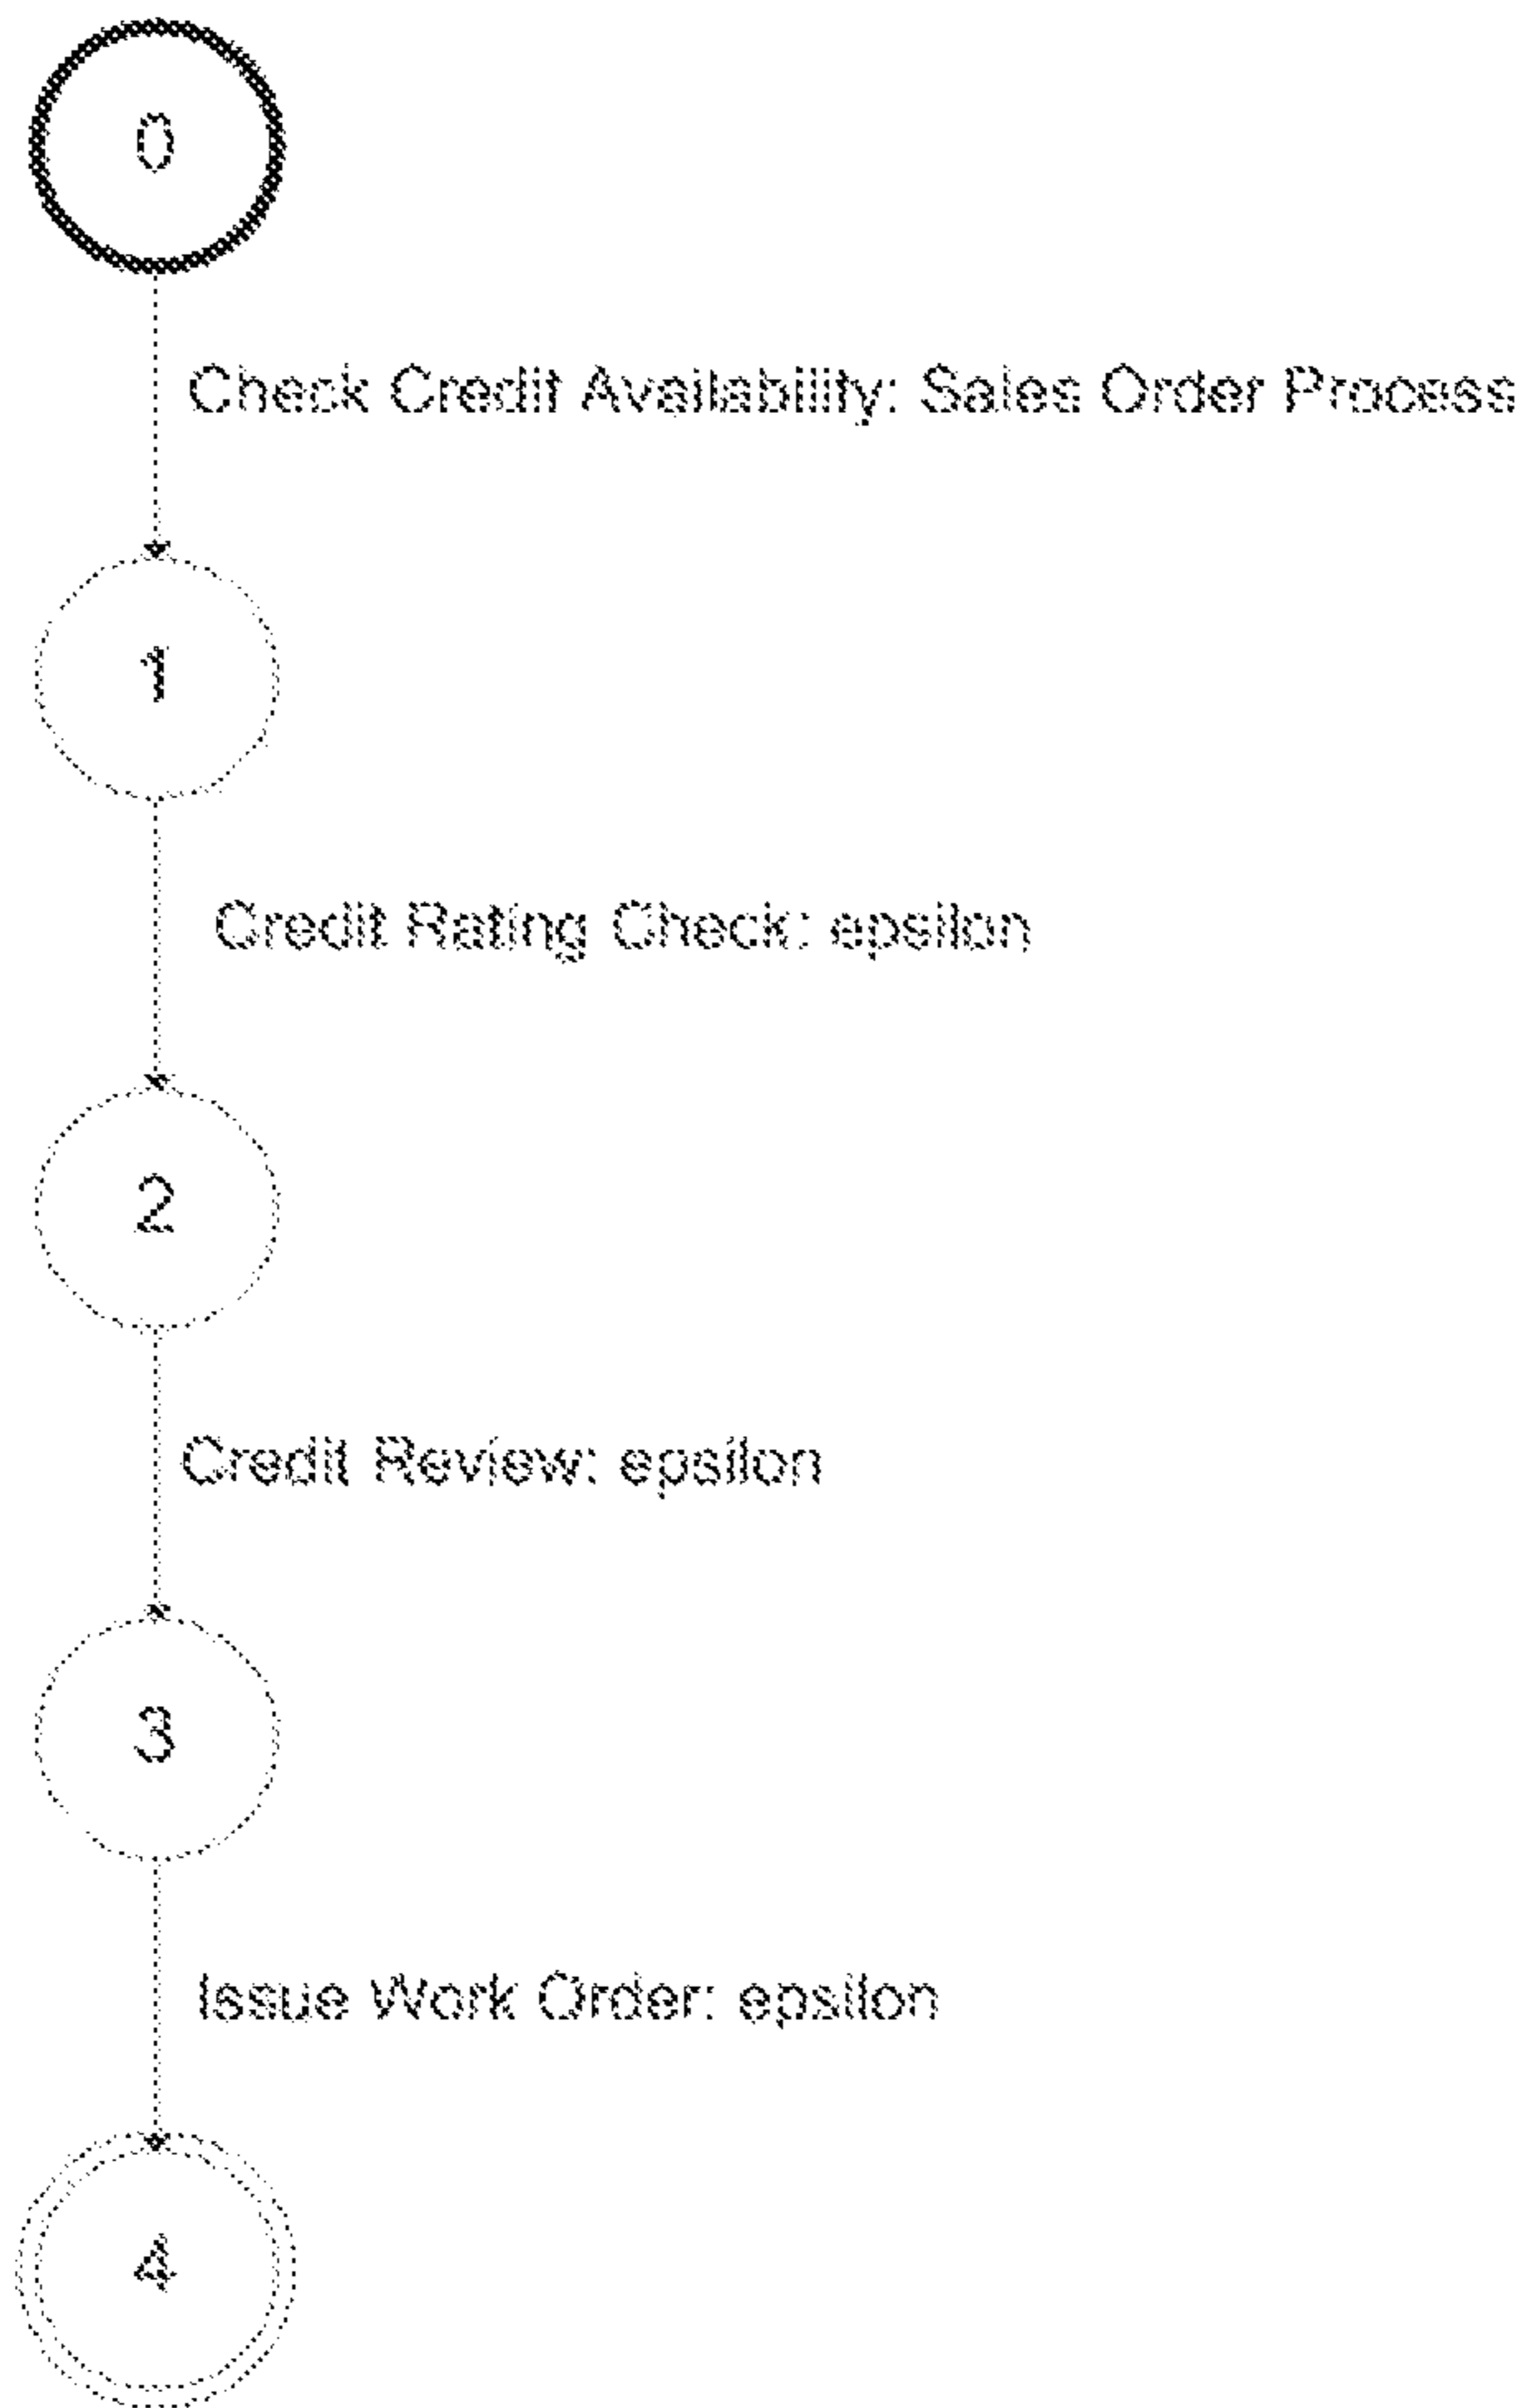 0
Check Credit Availability: Sales Order Process
1
Credit Rating Check: epsilon
2
Credit Review: epsilon
3
Issue Work Order: epsilon
4